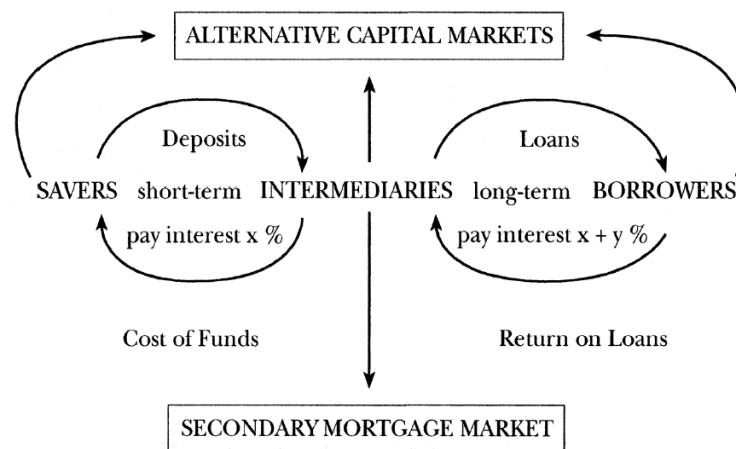 ALTERNATIVE CAPITAL MARKETS
Deposits Loans
SAVERS short-term INTERMEDIARIES long-term BORROWERS
pay interest x % pay interest x + y %
Cost of Funds Return on Loans
SECONDARY MORTGAGE MARKET